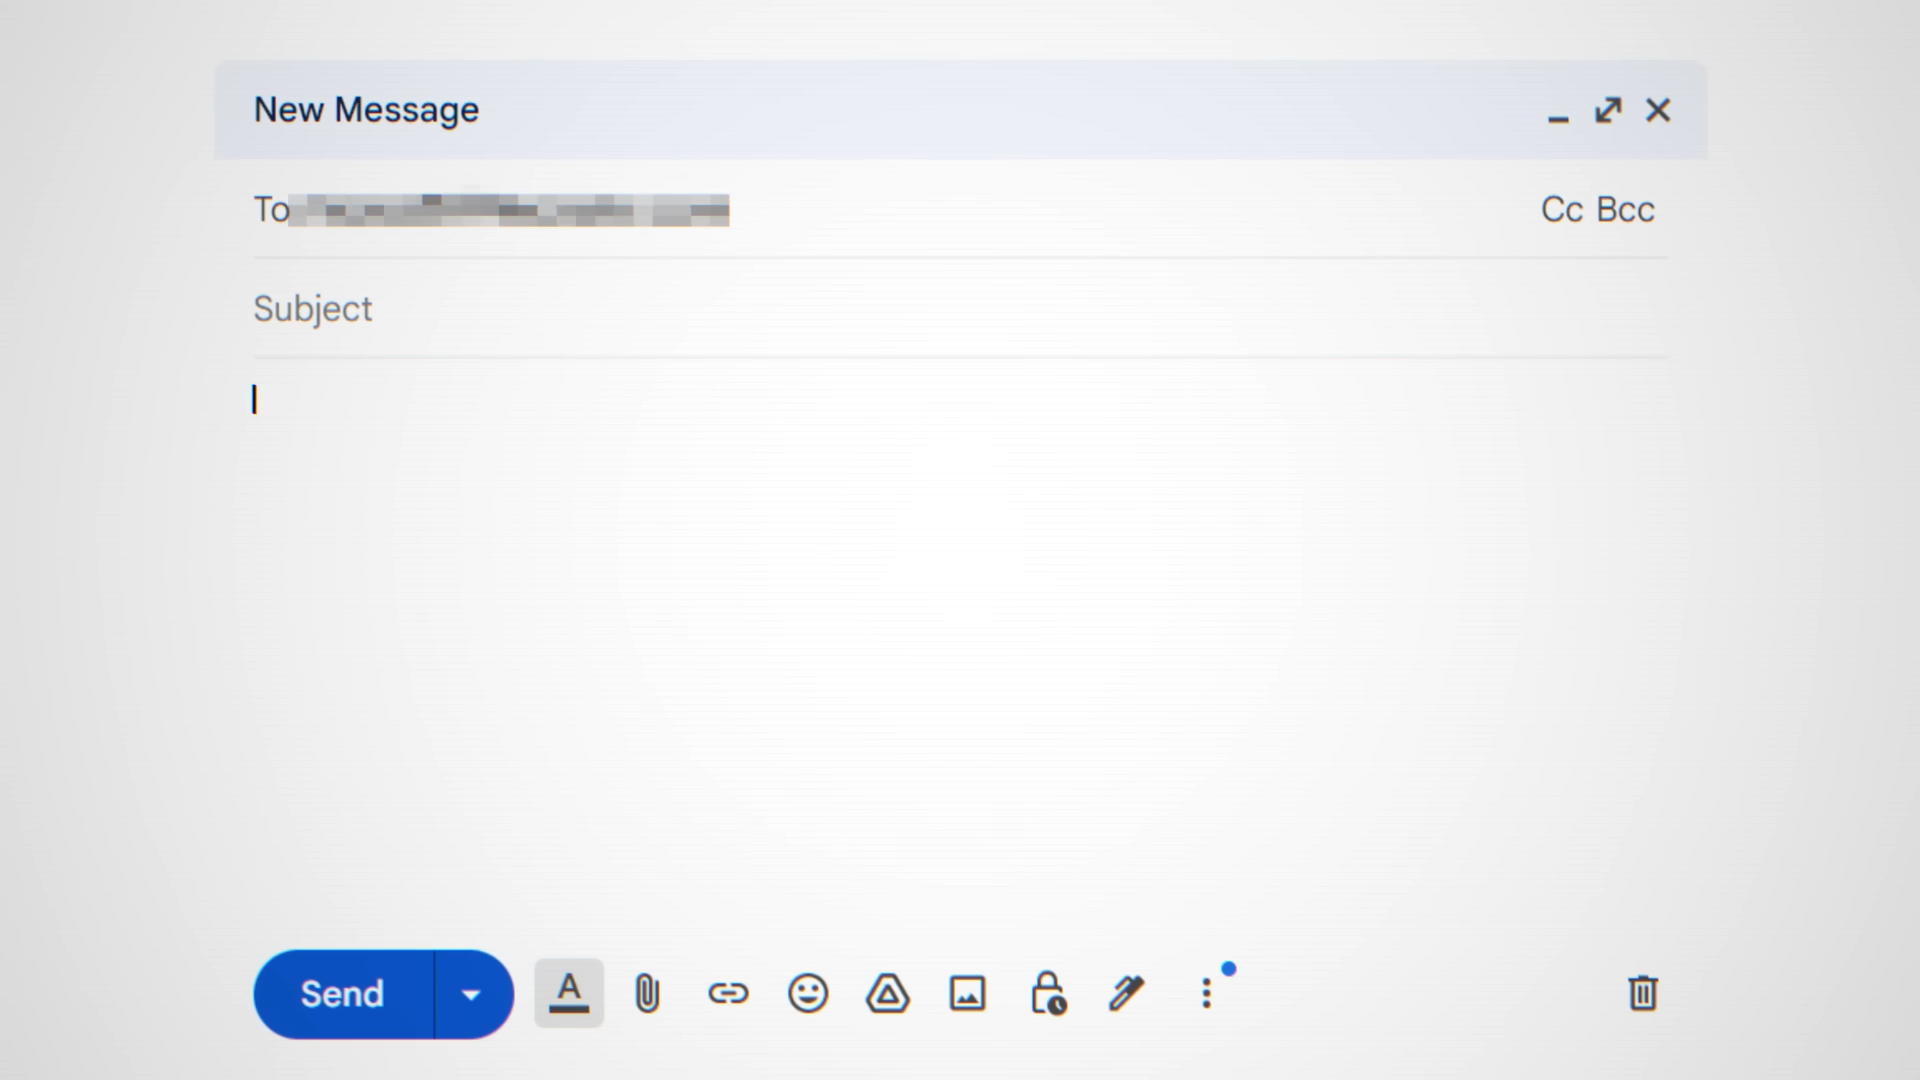 New Message
To
Cc Bcc
Subject
Send
A